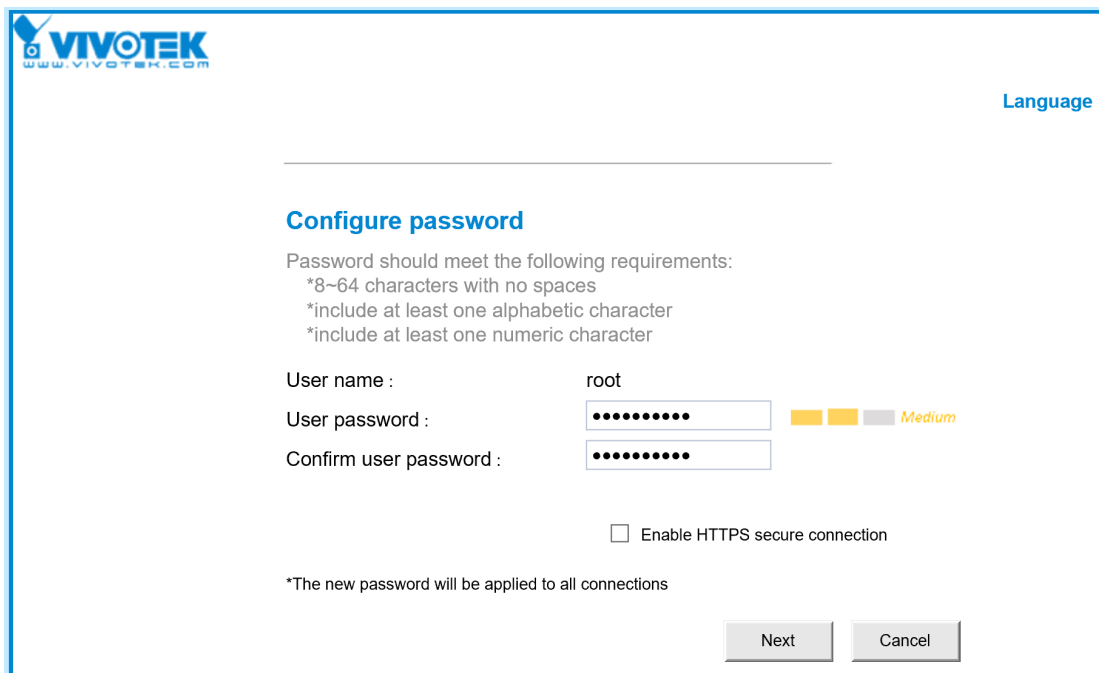 VIVOTEK
www.vivotek.com
Language
Configure password
Password should meet the following requirements:
*8~64 characters with no spaces
*include at least one alphabetic character
*include at least one numeric character
User name : root
User password : ●●●●●●●●●● Medium
Confirm user password : ●●●●●●●●●●
Enable HTTPS secure connection
*The new password will be applied to all connections
Next Cancel